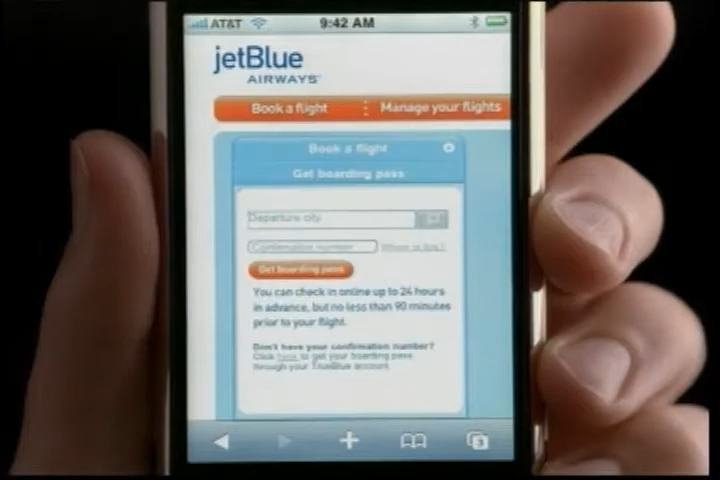 AT&T 9:42 AM
jetBlue
AIRWAYS
Book a flight Manage your flights
Book a flight
Get boarding pass
Departure city
Confirmation number Where is this?
Get boarding pass
You can check in online up to 24 hours
in advance, but no less than 90 minutes
prior to your flight.
Don't have your confirmation number?
Click here to get your boarding pass
through your TrueBlue account.
3